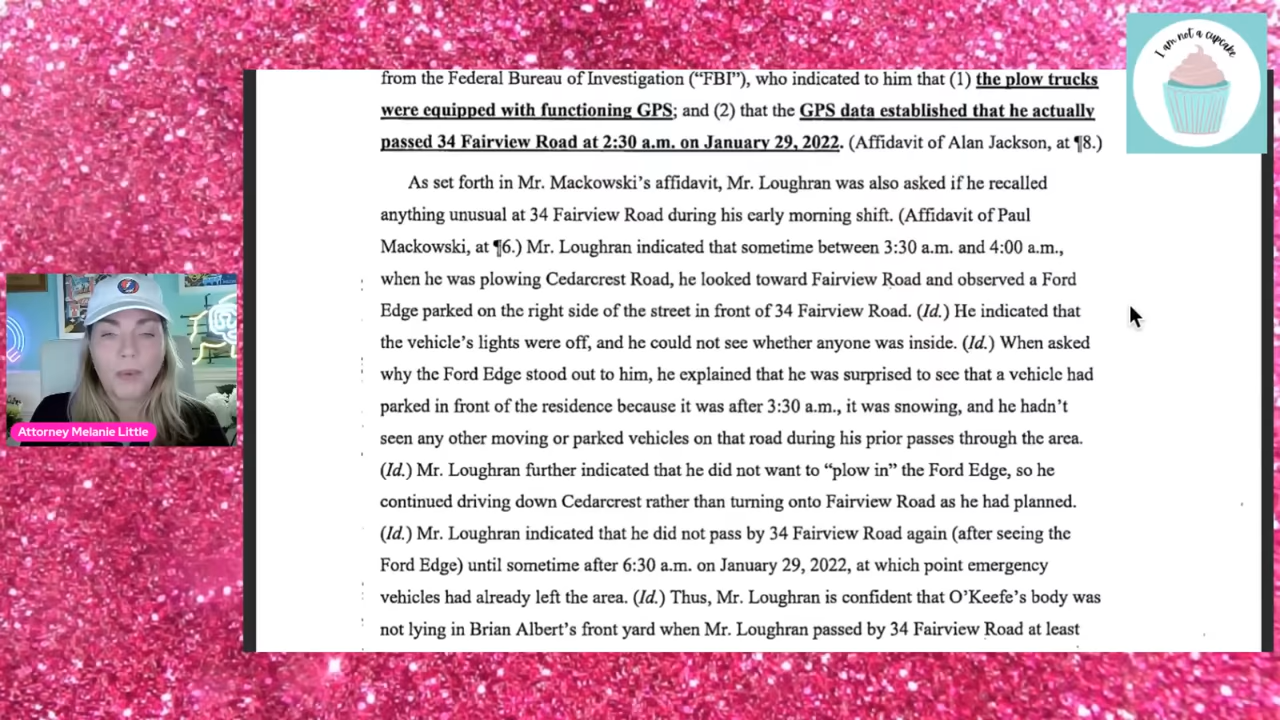 I am not a cupcake
from the Federal Bureau of Investigation (“FBI”), who indicated to him that (1) the plow trucks
were equipped with functioning GPS; and (2) that the GPS data established that he actually
passed 34 Fairview Road at 2:30 a.m. on January 29, 2022. (Affidavit of Alan Jackson, at ¶8.)
As set forth in Mr. Mackowski’s affidavit, Mr. Loughran was also asked if he recalled
anything unusual at 34 Fairview Road during his early morning shift. (Affidavit of Paul
Mackowski, at ¶6.) Mr. Loughran indicated that sometime between 3:30 a.m. and 4:00 a.m.,
when he was plowing Cedarcrest Road, he looked toward Fairview Road and observed a Ford
Edge parked on the right side of the street in front of 34 Fairview Road. (Id.) He indicated that
the vehicle’s lights were off, and he could not see whether anyone was inside. (Id.) When asked
why the Ford Edge stood out to him, he explained that he was surprised to see that a vehicle had
parked in front of the residence because it was after 3:30 a.m., it was snowing, and he hadn’t
seen any other moving or parked vehicles on that road during his prior passes through the area.
(Id.) Mr. Loughran further indicated that he did not want to “plow in” the Ford Edge, so he
continued driving down Cedarcrest rather than turning onto Fairview Road as he had planned.
(Id.) Mr. Loughran indicated that he did not pass by 34 Fairview Road again (after seeing the
Ford Edge) until sometime after 6:30 a.m. on January 29, 2022, at which point emergency
vehicles had already left the area. (Id.) Thus, Mr. Loughran is confident that O’Keefe’s body was
not lying in Brian Albert’s front yard when Mr. Loughran passed by 34 Fairview Road at least
Attorney Melanie Little